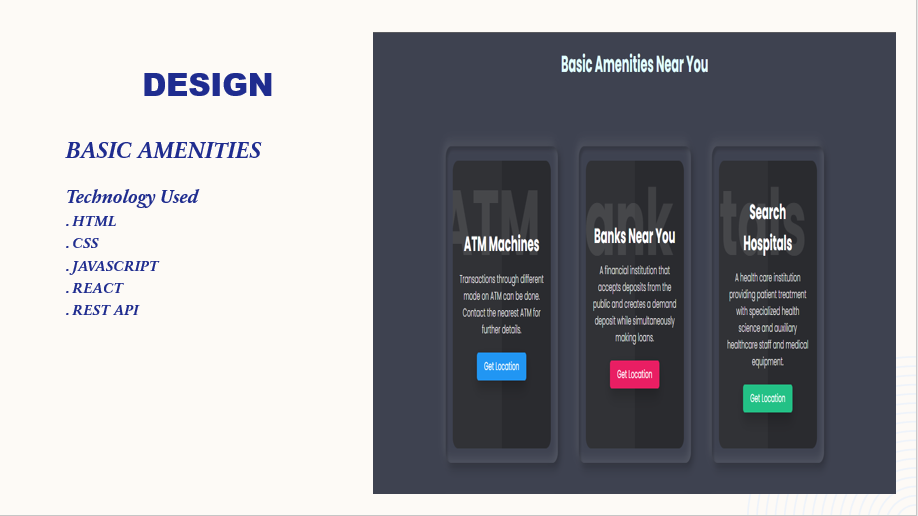 DESIGN
BASIC AMENITIES
Technology Used
. HTML
. CSS
. JAVASCRIPT
. REACT
. REST API
Basic Amenities Near You
ATM
ATM Machines
Transactions through different
mode on ATM can be done.
Contact the nearest ATM for
further details.
Get Location
ank
Banks Near You
A financial institution that
accepts deposits from the
public and creates a demand
deposit while simultaneously
making loans.
Get Location
tals
Search
Hospitals
A health care institution
providing patient treatment
with specialized health
science and auxiliary
healthcare staff and medical
equipment.
Get Location